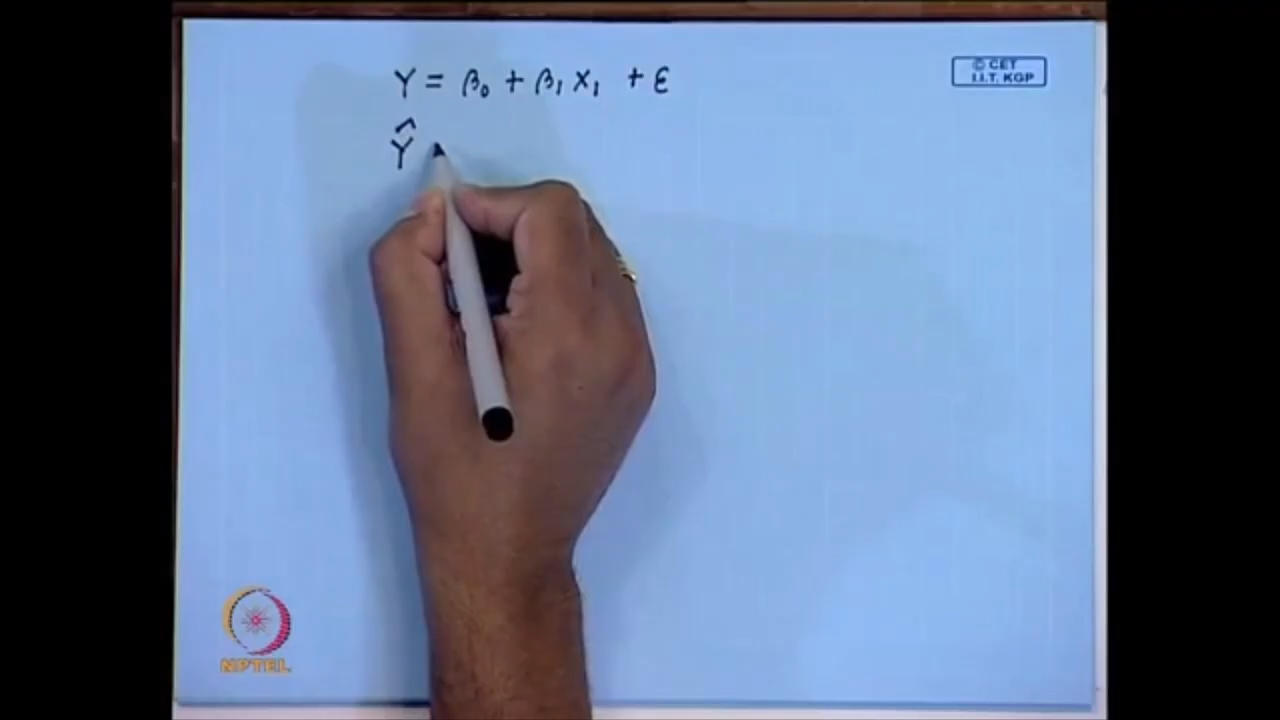 Y = β₀ + β₁ X₁ + ε
© CET
I.I.T. KGP
Ŷ
NPTEL